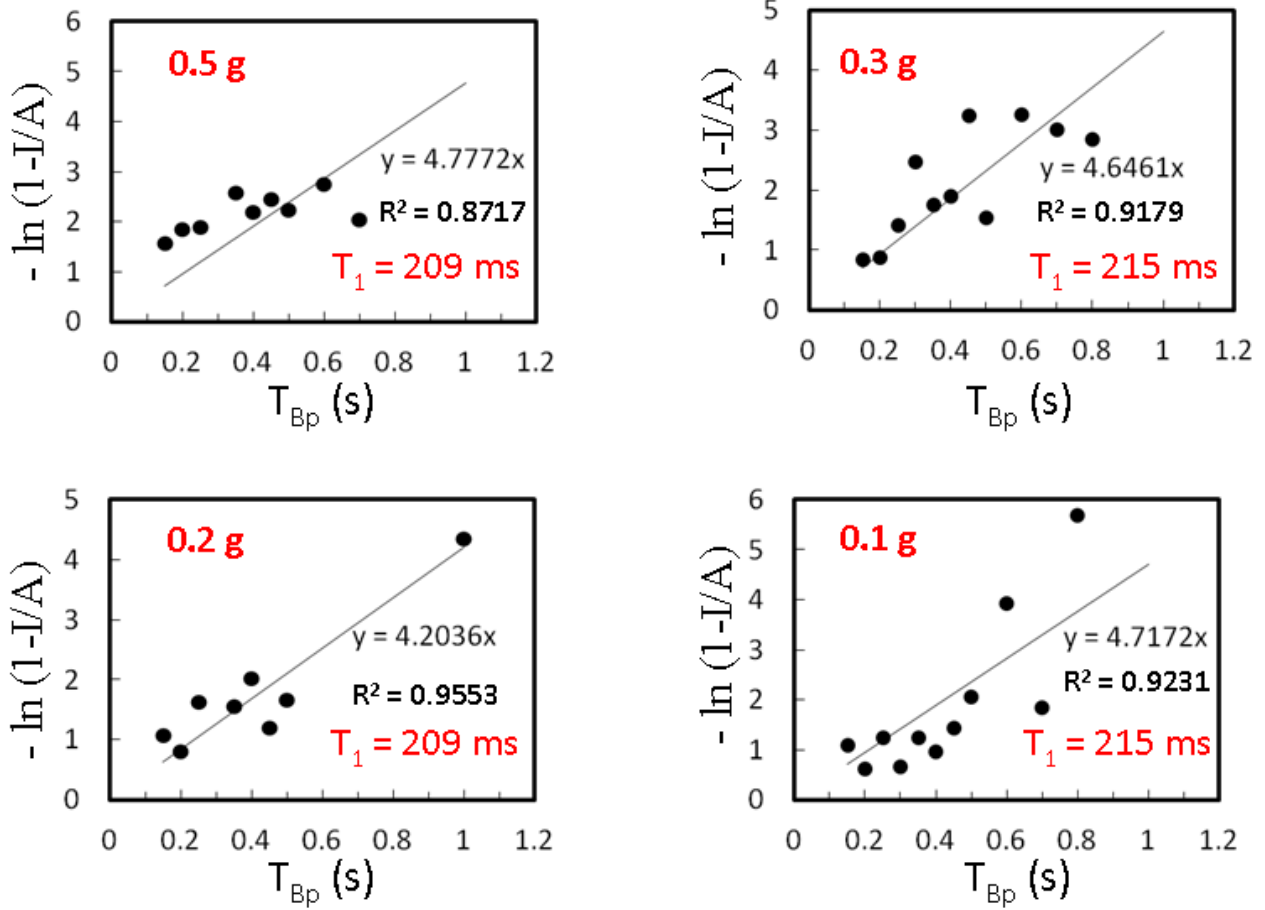 6
5
4
3
2
1
0
- ln (1-I/A)
0.5 g
y = 4.7772x
R² = 0.8717
T₁ = 209 ms
0 0.2 0.4 0.6 0.8 1 1.2
T_Bp (s)
5
4
3
2
1
0
- ln (1-I/A)
0.3 g
y = 4.6461x
R² = 0.9179
T₁ = 215 ms
0 0.2 0.4 0.6 0.8 1 1.2
T_Bp (s)
5
4
3
2
1
0
- ln (1-I/A)
0.2 g
y = 4.2036x
R² = 0.9553
T₁ = 209 ms
0 0.2 0.4 0.6 0.8 1 1.2
T_Bp (s)
6
5
4
3
2
1
0
- ln (1-I/A)
0.1 g
y = 4.7172x
R² = 0.9231
T₁ = 215 ms
0 0.2 0.4 0.6 0.8 1 1.2
T_Bp (s)